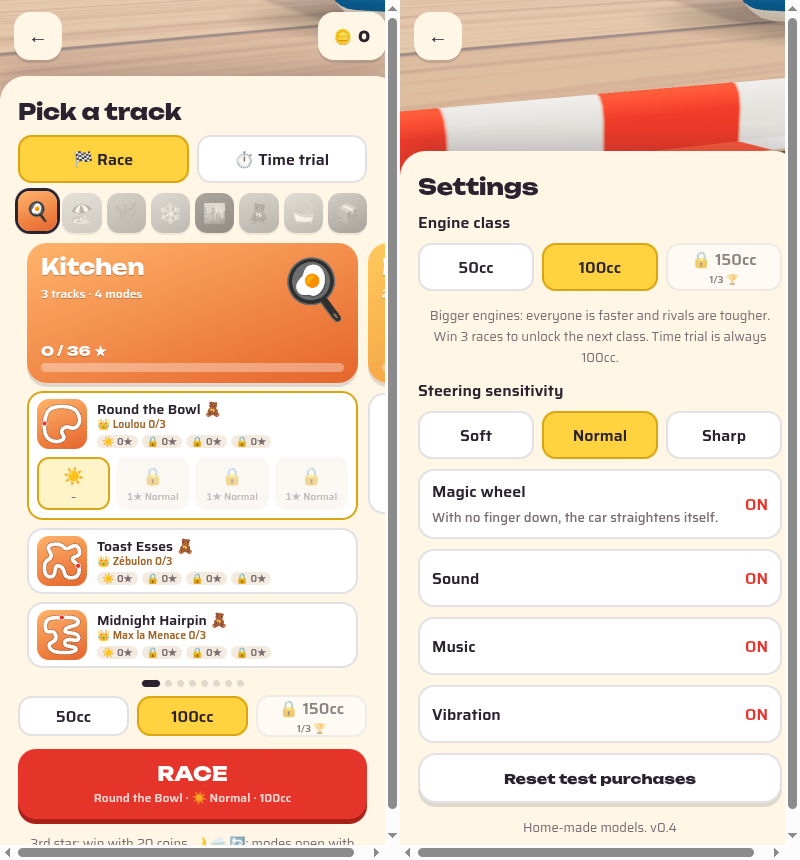 ←
0
Pick a track
Race
Time trial
Kitchen
3 tracks · 4 modes
0 / 36 ★
Round the Bowl
Loulou 0/3
0★ 0★ 0★ 0★
-
1★ Normal
1★ Normal
1★ Normal
Toast Esses
Zébulon 0/3
0★ 0★ 0★ 0★
Midnight Hairpin
Max la Menace 0/3
0★ 0★ 0★ 0★
50cc
100cc
150cc
1/3
RACE
Round the Bowl · ☀️ Normal · 100cc
3rd star: win with 20 coins. 🌙🌧️🔄: modes open with
←
Settings
Engine class
50cc
100cc
150cc
1/3
Bigger engines: everyone is faster and rivals are tougher.
Win 3 races to unlock the next class. Time trial is always
100cc.
Steering sensitivity
Soft
Normal
Sharp
Magic wheel
With no finger down, the car straightens itself.
ON
Sound
ON
Music
ON
Vibration
ON
Reset test purchases
Home-made models. v0.4